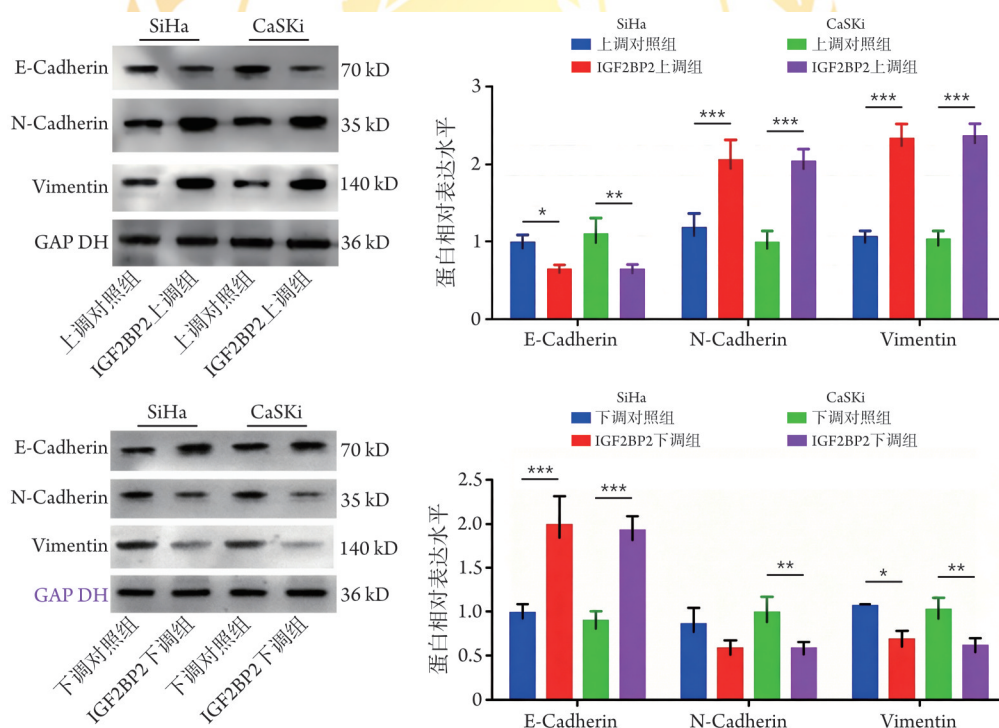 SiHa CaSKi
E-Cadherin 70 kD
N-Cadherin 35 kD
Vimentin 140 kD
GAP DH 36 kD
上调对照组 IGF2BP2上调组 上调对照组 IGF2BP2上调组
SiHa CaSKi
上调对照组 上调对照组
IGF2BP2上调组 IGF2BP2上调组
蛋白相对表达水平
3
2
1
0
* ** *** *** *** ***
E-Cadherin N-Cadherin Vimentin
SiHa CaSKi
E-Cadherin 70 kD
N-Cadherin 35 kD
Vimentin 140 kD
GAP DH 36 kD
下调对照组 IGF2BP2下调组 下调对照组 IGF2BP2下调组
SiHa CaSKi
下调对照组 下调对照组
IGF2BP2下调组 IGF2BP2下调组
蛋白相对表达水平
2.5
2.0
1.5
1.0
0.5
0
*** *** ** * **
E-Cadherin N-Cadherin Vimentin